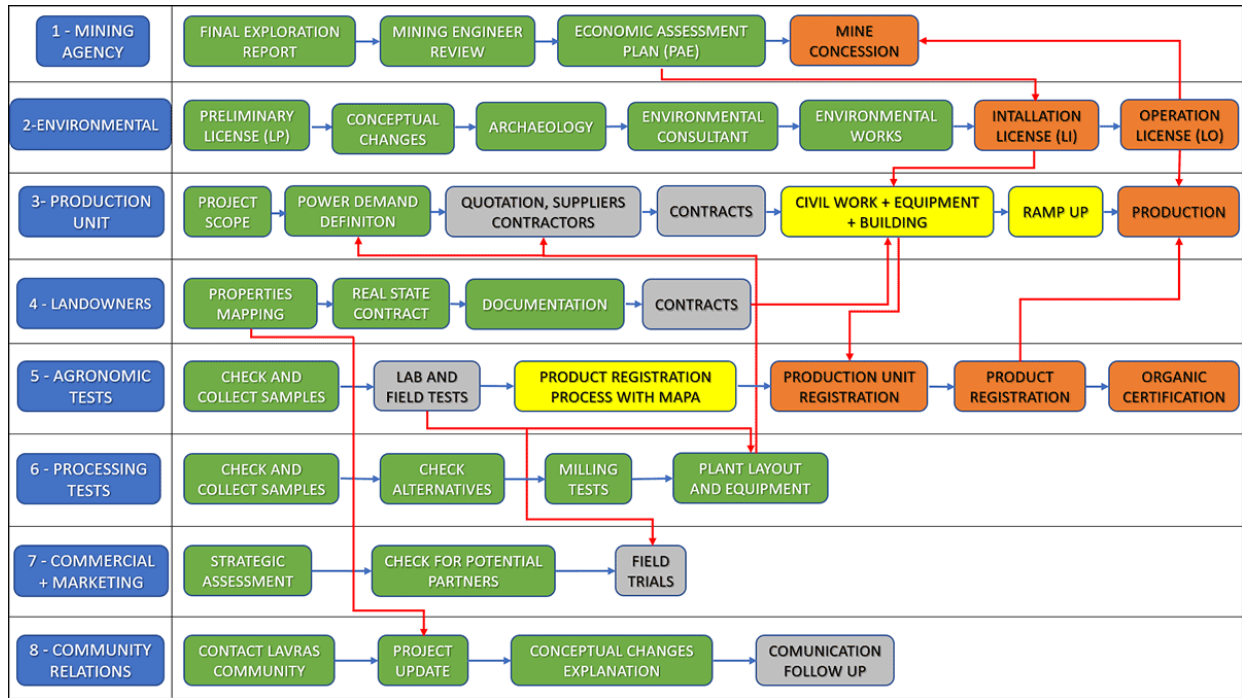 1 - MINING
AGENCY
FINAL EXPLORATION
REPORT
MINING ENGINEER
REVIEW
ECONOMIC ASSESSMENT
PLAN (PAE)
MINE
CONCESSION
2-ENVIRONMENTAL
PRELIMINARY
LICENSE (LP)
CONCEPTUAL
CHANGES
ARCHAEOLOGY
ENVIRONMENTAL
CONSULTANT
ENVIRONMENTAL
WORKS
INTALLATION
LICENSE (LI)
OPERATION
LICENSE (LO)
3- PRODUCTION
UNIT
PROJECT
SCOPE
POWER DEMAND
DEFINITON
QUOTATION, SUPPLIERS
CONTRACTORS
CONTRACTS
CIVIL WORK + EQUIPMENT
+ BUILDING
RAMP UP
PRODUCTION
4 - LANDOWNERS
PROPERTIES
MAPPING
REAL STATE
CONTRACT
DOCUMENTATION
CONTRACTS
5 - AGRONOMIC
TESTS
CHECK AND
COLLECT SAMPLES
LAB AND
FIELD TESTS
PRODUCT REGISTRATION
PROCESS WITH MAPA
PRODUCTION UNIT
REGISTRATION
PRODUCT
REGISTRATION
ORGANIC
CERTIFICATION
6 - PROCESSING
TESTS
CHECK AND
COLLECT SAMPLES
CHECK
ALTERNATIVES
MILLING
TESTS
PLANT LAYOUT
AND EQUIPMENT
7 - COMMERCIAL
+ MARKETING
STRATEGIC
ASSESSMENT
CHECK FOR POTENTIAL
PARTNERS
FIELD
TRIALS
8 - COMMUNITY
RELATIONS
CONTACT LAVRAS
COMMUNITY
PROJECT
UPDATE
CONCEPTUAL CHANGES
EXPLANATION
COMUNICATION
FOLLOW UP